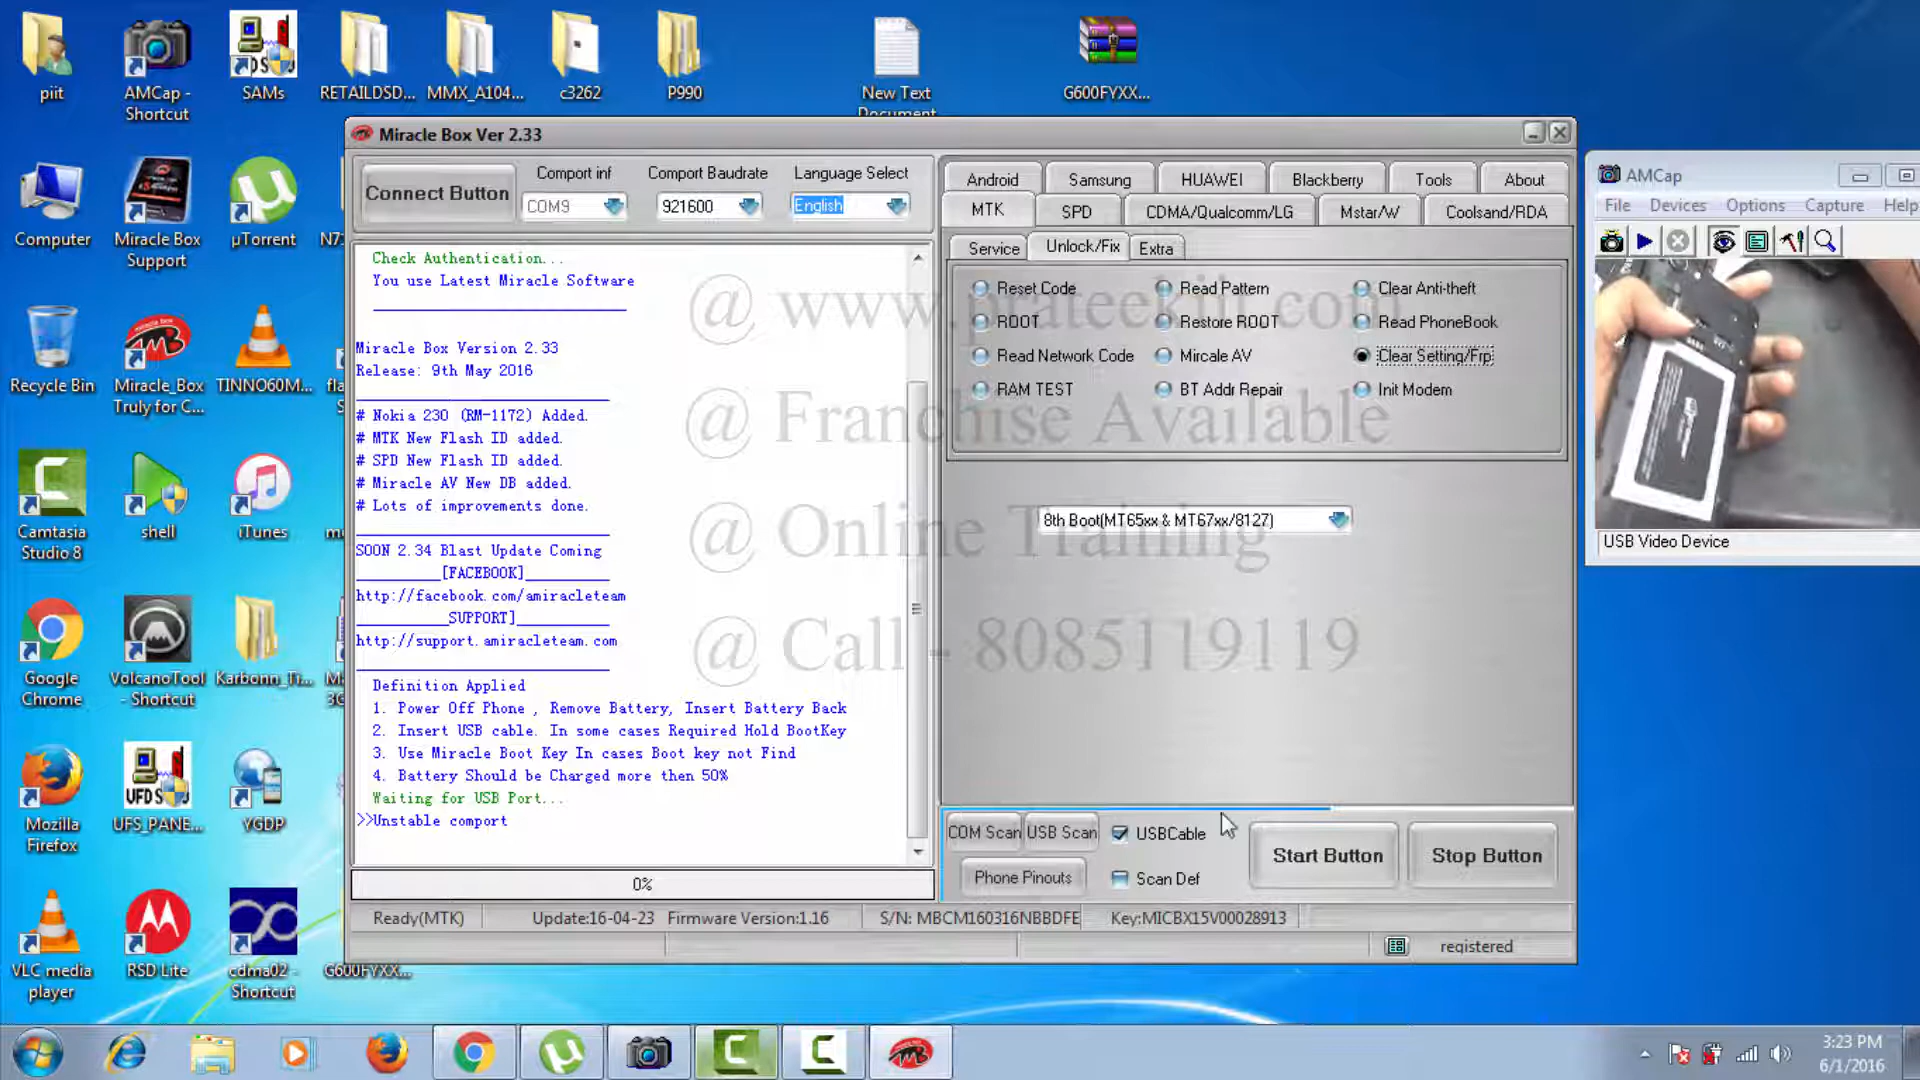 piit
AMCap - Shortcut
SAMs
RETAILDSD...
MMX_A104...
c3262
P990
New Text Document
G600FYXX...
Computer
Miracle Box Support
µTorrent
Recycle Bin
Miracle_Box Truly for C...
TINNO60M...
Camtasia Studio 8
shell
iTunes
Google Chrome
VolcanoTool - Shortcut
Karbonn_Ti...
Mozilla Firefox
UFS_PANE...
YGDP
VLC media player
RSD Lite
cdma02 - Shortcut
G600FYXX...
Miracle Box Ver 2.33
Connect Button
Comport inf
COM9
Comport Baudrate
921600
Language Select
English
Check Authentication...
You use Latest Miracle Software
Miracle Box Version 2.33
Release: 9th May 2016
# Nokia 230 (RM-1172) Added.
# MTK New Flash ID added.
# SPD New Flash ID added.
# Miracle AV New DB added.
# Lots of improvements done.
SOON 2.34 Blast Update Coming
[FACEBOOK]
http://facebook.com/amiracleteam
SUPPORT]
http://support.amiracleteam.com
Definition Applied
1. Power Off Phone , Remove Battery, Insert Battery Back
2. Insert USB cable. In some cases Required Hold BootKey
3. Use Miracle Boot Key In cases Boot key not Find
4. Battery Should be Charged more then 50%
Waiting for USB Port...
>>Unstable comport
0%
Android Samsung HUAWEI Blackberry Tools About
MTK SPD CDMA/Qualcomm/LG Mstar/W Coolsand/RDA
Service Unlock/Fix Extra
Reset Code Read Pattern Clear Anti-theft
ROOT Restore ROOT Read PhoneBook
Read Network Code Mircale AV Clear Setting/Frp
RAM TEST BT Addr Repair Init Modem
8th Boot(MT65xx & MT67xx/8127)
@ Franchise Available
@ Online Training
@ Call - 8085119119
COM Scan USB Scan USBCable
Phone Pinouts Scan Def
Start Button Stop Button
Ready(MTK) Update:16-04-23 Firmware Version:1.16 S/N: MBCM160316NBBDFE Key:MICBX15V00028913
registered
AMCap
File Devices Options Capture Help
USB Video Device
3:23 PM
6/1/2016